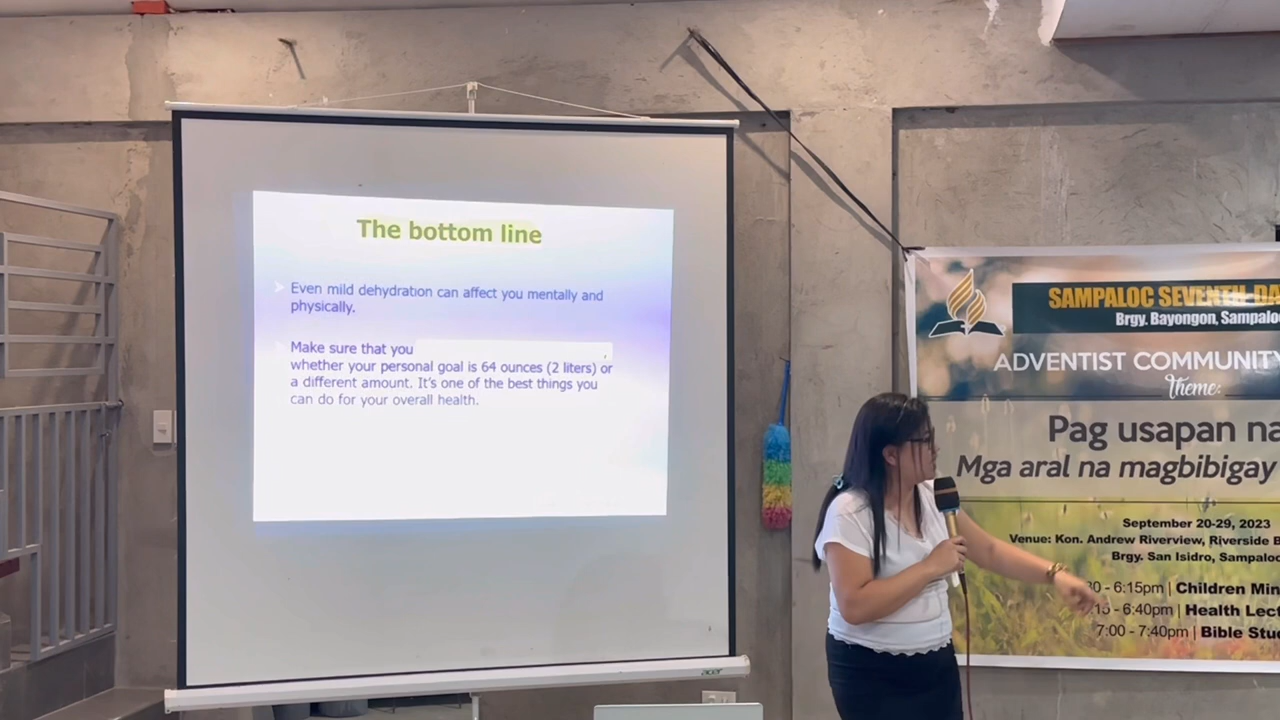 The bottom line
Even mild dehydration can affect you mentally and
physically.
Make sure that you ,
whether your personal goal is 64 ounces (2 liters) or
a different amount. It's one of the best things you
can do for your overall health.
acer
SAMPALOC SEVENTH-DA
Brgy. Bayongon, Sampaloc
ADVENTIST COMMUNITY
Theme:
Pag usapan na
Mga aral na magbibigay
September 20-29, 2023
Venue: Kon. Andrew Riverview, Riverside B
Brgy. San Isidro, Sampaloc
- 6:15pm | Children Min
- 6:40pm | Health Lect
7:00 - 7:40pm | Bible Stud